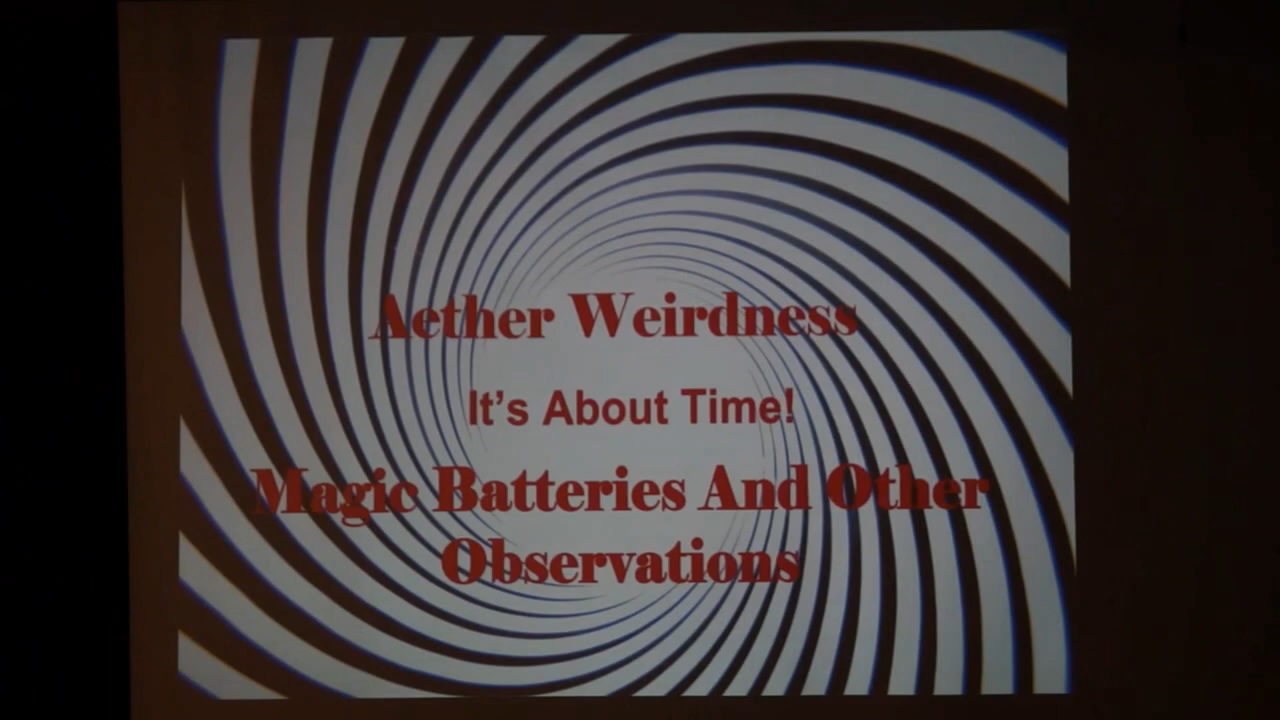 Aether Weirdness
It's About Time!
Magic Batteries And Other
Observations